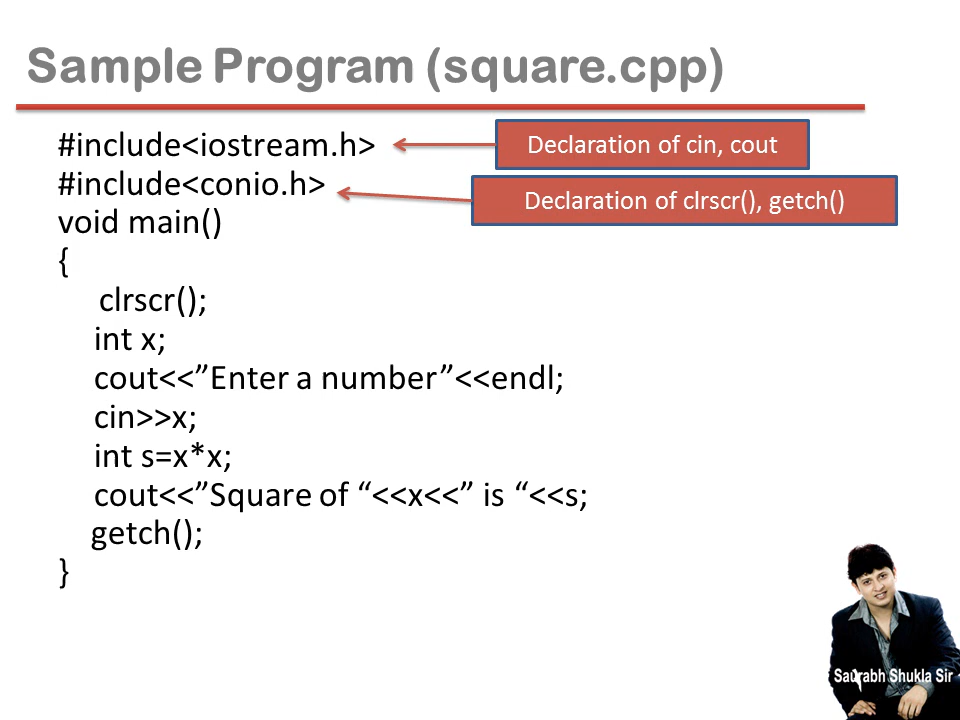 Sample Program (square.cpp)
#include<iostream.h>
Declaration of cin, cout
#include<conio.h>
Declaration of clrscr(), getch()
void main()
{
clrscr();
int x;
cout<<”Enter a number”<<endl;
cin>>x;
int s=x*x;
cout<<”Square of “<<x<<” is “<<s;
getch();
}
Saurabh Shukla Sir